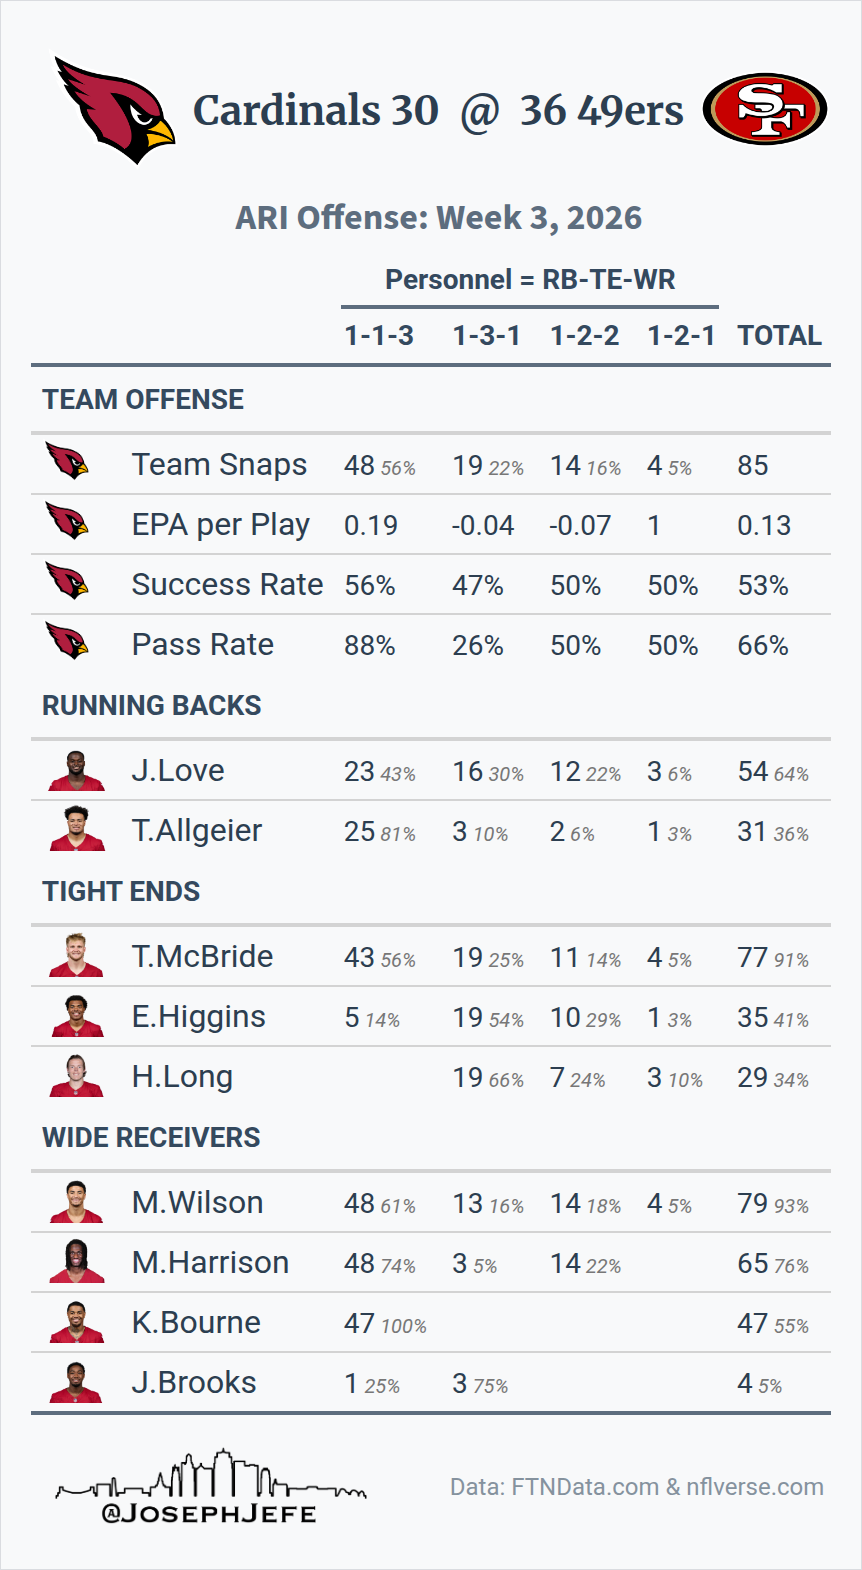 Cardinals 30 @ 36 49ers
SF
ARI Offense: Week 3, 2026
Personnel = RB-TE-WR
1-1-3 1-3-1 1-2-2 1-2-1 TOTAL
TEAM OFFENSE
Team Snaps 48 56% 19 22% 14 16% 4 5% 85
EPA per Play 0.19 -0.04 -0.07 1 0.13
Success Rate 56% 47% 50% 50% 53%
Pass Rate 88% 26% 50% 50% 66%
RUNNING BACKS
J.Love 23 43% 16 30% 12 22% 3 6% 54 64%
T.Allgeier 25 81% 3 10% 2 6% 1 3% 31 36%
TIGHT ENDS
T.McBride 43 56% 19 25% 11 14% 4 5% 77 91%
E.Higgins 5 14% 19 54% 10 29% 1 3% 35 41%
H.Long 19 66% 7 24% 3 10% 29 34%
WIDE RECEIVERS
M.Wilson 48 61% 13 16% 14 18% 4 5% 79 93%
M.Harrison 48 74% 3 5% 14 22% 65 76%
K.Bourne 47 100% 47 55%
J.Brooks 1 25% 3 75% 4 5%
@JosephJefe
Data: FTNData.com & nflverse.com